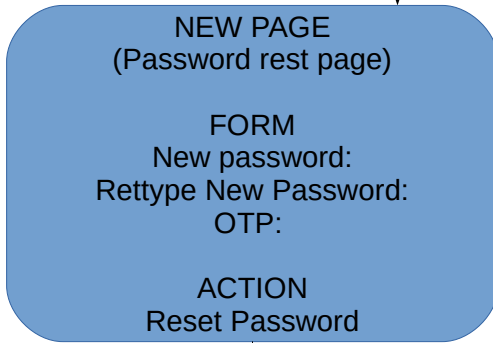 NEW PAGE
(Password rest page)
FORM
New password:
Rettype New Password:
OTP:
ACTION
Reset Password